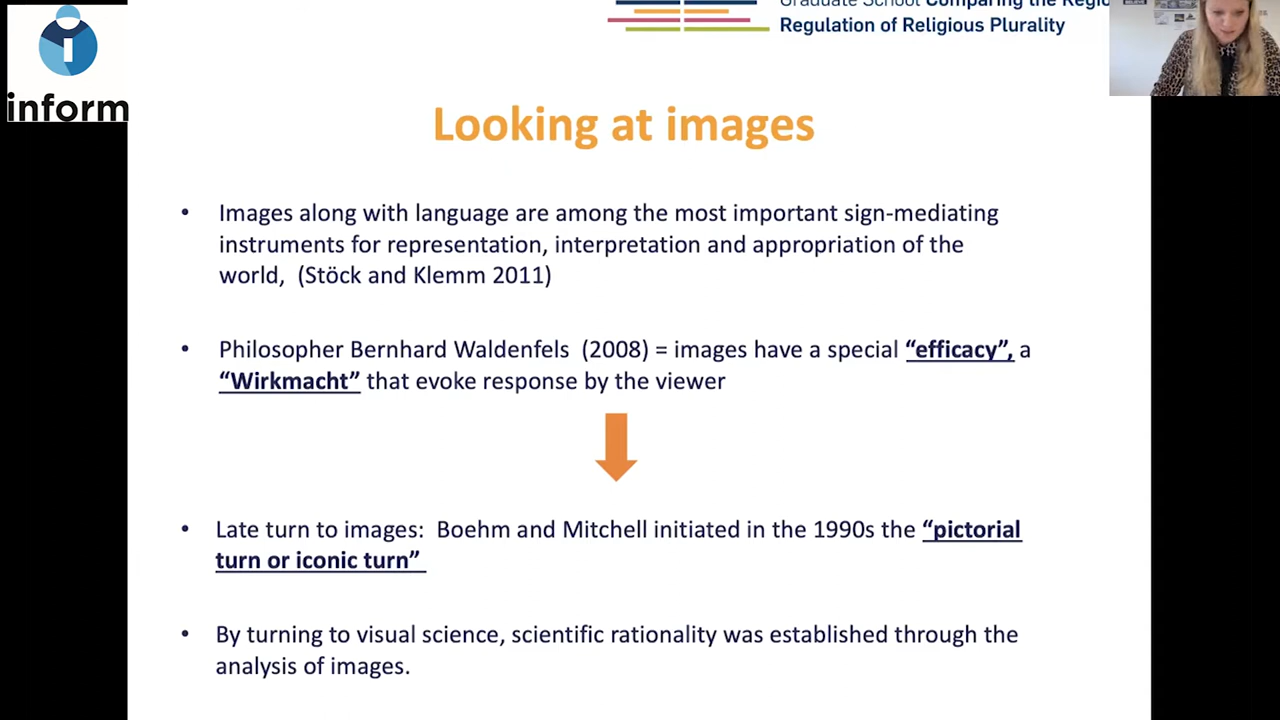 Graduate School Comparing the Regio
Regulation of Religious Plurality
inform
Looking at images
• Images along with language are among the most important sign-mediating
instruments for representation, interpretation and appropriation of the
world,  (Stöck and Klemm 2011)
• Philosopher Bernhard Waldenfels  (2008) = images have a special “efficacy”, a
“Wirkmacht” that evoke response by the viewer
• Late turn to images:  Boehm and Mitchell initiated in the 1990s the “pictorial
turn or iconic turn”
• By turning to visual science, scientific rationality was established through the
analysis of images.